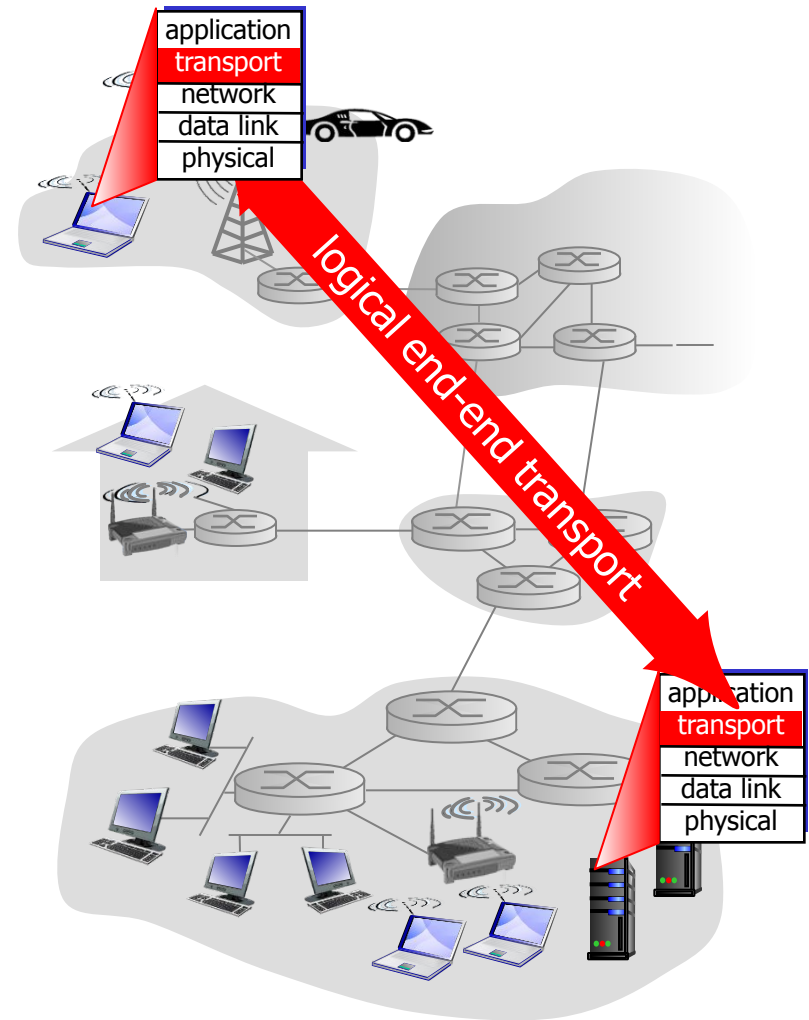 application
transport
network
data link
physical
logical end-end transport
application
transport
network
data link
physical